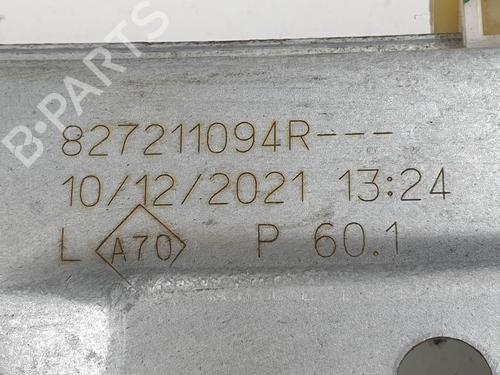 B-PARTS
827211094R---
10/12/2021 13:24
L A70 P 60.1